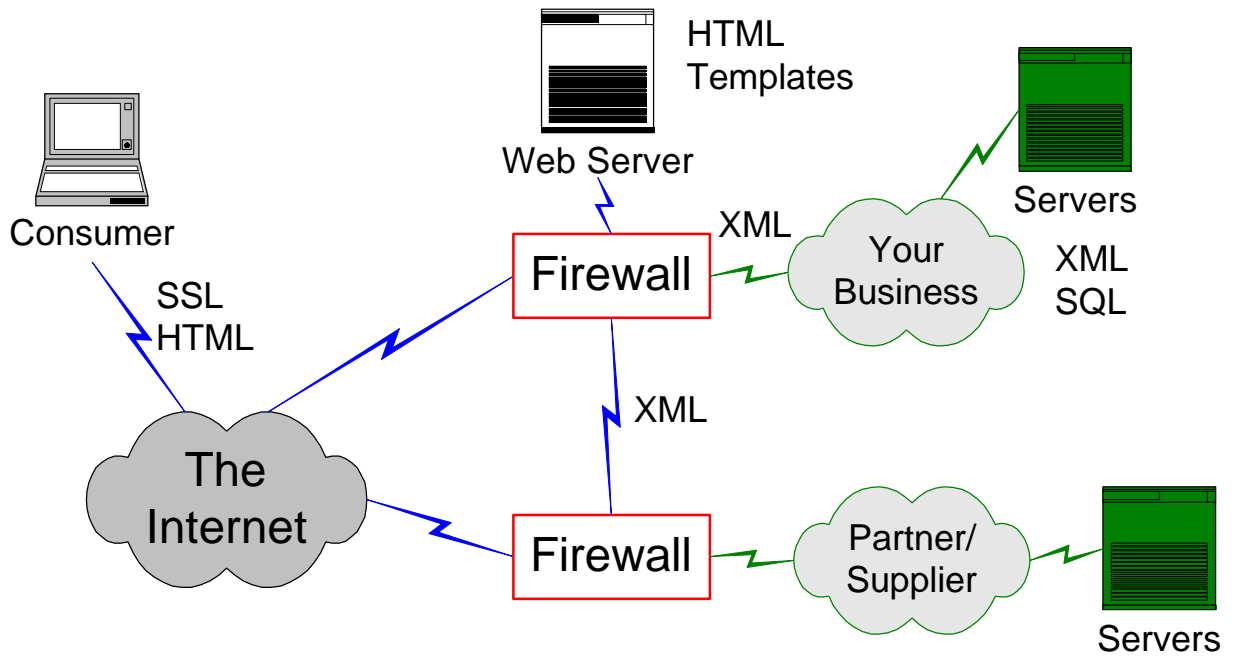 HTML
Templates
Web Server
Consumer
Servers
SSL
HTML
Firewall
XML
Your
Business
XML
SQL
XML
The
Internet
Firewall
Partner/
Supplier
Servers